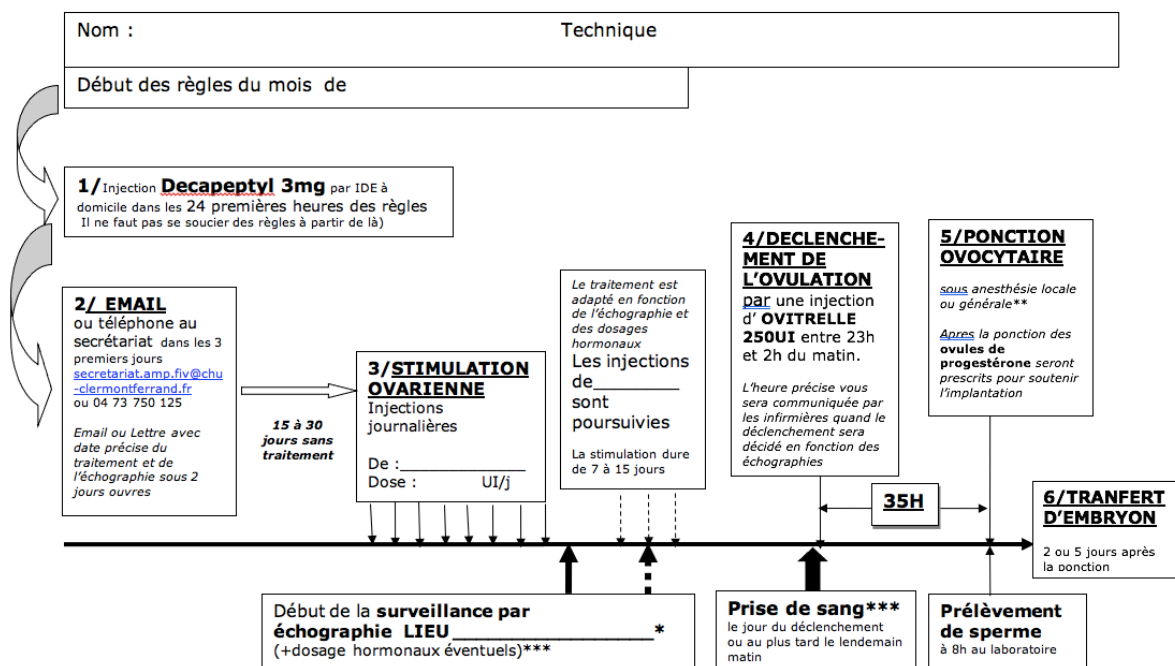 Nom : Technique
Début des règles du mois de
1/Injection Decapeptyl 3mg par IDE à
domicile dans les 24 premières heures des règles
Il ne faut pas se soucier des règles à partir de là)
2/ EMAIL
ou téléphone au
secrétariat dans les 3
premiers jours
secretariat.amp.fiv@chu
-clermontferrand.fr
ou 04 73 750 125
Email ou Lettre avec
date précise du
traitement et de
l'échographie sous 2
jours ouvres
15 à 30
jours sans
traitement
3/STIMULATION
OVARIENNE
Injections
journalières
De :______________
Dose : UI/j
Le traitement est
adapté en fonction
de l'échographie et
des dosages
hormonaux
Les injections
de_________
sont
poursuivies
La stimulation dure
de 7 à 15 jours
4/DECLENCHE-
MENT DE
L'OVULATION
par une injection
d' OVITRELLE
250UI entre 23h
et 2h du matin.
L'heure précise vous
sera communiquée par
les infirmières quand le
déclenchement sera
décidé en fonction des
échographies
5/PONCTION
OVOCYTAIRE
sous anesthésie locale
ou générale**
Apres la ponction des
ovules de
progestérone seront
prescrits pour soutenir
l'implantation
35H
6/TRANFERT
D'EMBRYON
2 ou 5 jours après
la ponction
Début de la surveillance par
échographie LIEU___________________*
(+dosage hormonaux éventuels)***
Prise de sang***
le jour du déclenchement
ou au plus tard le lendemain
matin
Prélèvement
de sperme
à 8h au laboratoire